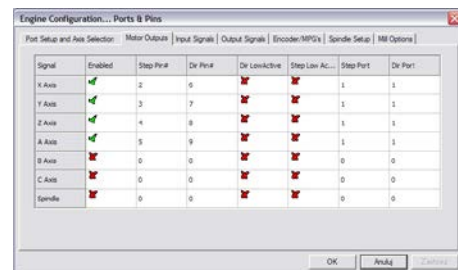 Engine Configuration... Ports & Pins
Port Setup and Axis Selection Motor Outputs Input Signals Output Signals Encoder/MPG's Spindle Setup Mill Options
Signal Enabled Step Pin# Dir Pin# Dir LowActive Step Low Ac... Step Port Dir Port
X Axis 2 6 1 1
Y Axis 3 7 1 1
Z Axis 4 8 1 1
A Axis 5 9 1 1
B Axis 0 0 0 0
C Axis 0 0 0 0
Spindle 0 0 0 0
OK Anuluj Zastosuj